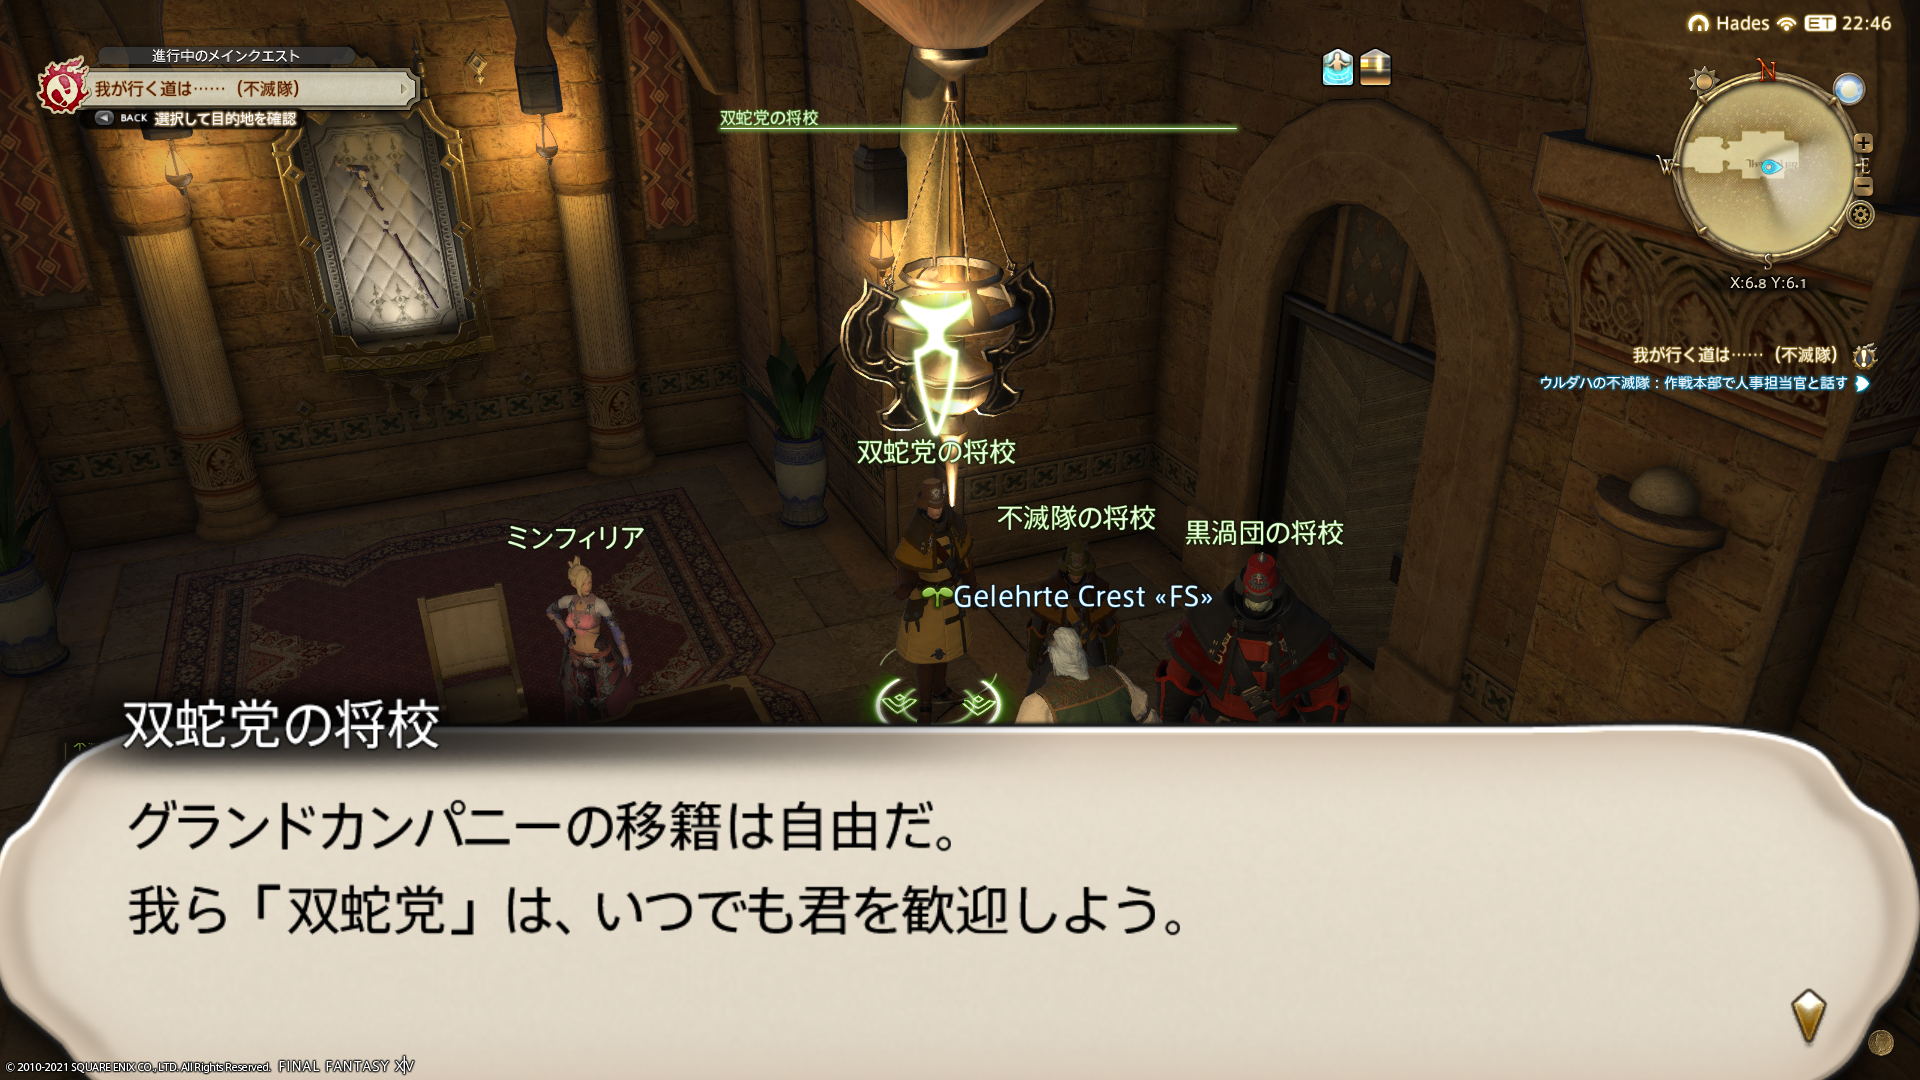 Hades ET 22:46
進行中のメインクエスト
我が行く道は……（不滅隊）
BACK 選択して目的地を確認
双蛇党の将校
N
W
E
S
X:6.8 Y:6.1
我が行く道は……（不滅隊）
ウルダハの不滅隊：作戦本部で人事担当官と話す
双蛇党の将校
不滅隊の将校
黒渦団の将校
ミンフィリア
Gelehrte Crest «FS»
双蛇党の将校
グランドカンパニーの移籍は自由だ。
我ら「双蛇党」は、いつでも君を歓迎しよう。
© 2010-2021 SQUARE ENIX CO., LTD. All Rights Reserved. FINAL FANTASY XIV